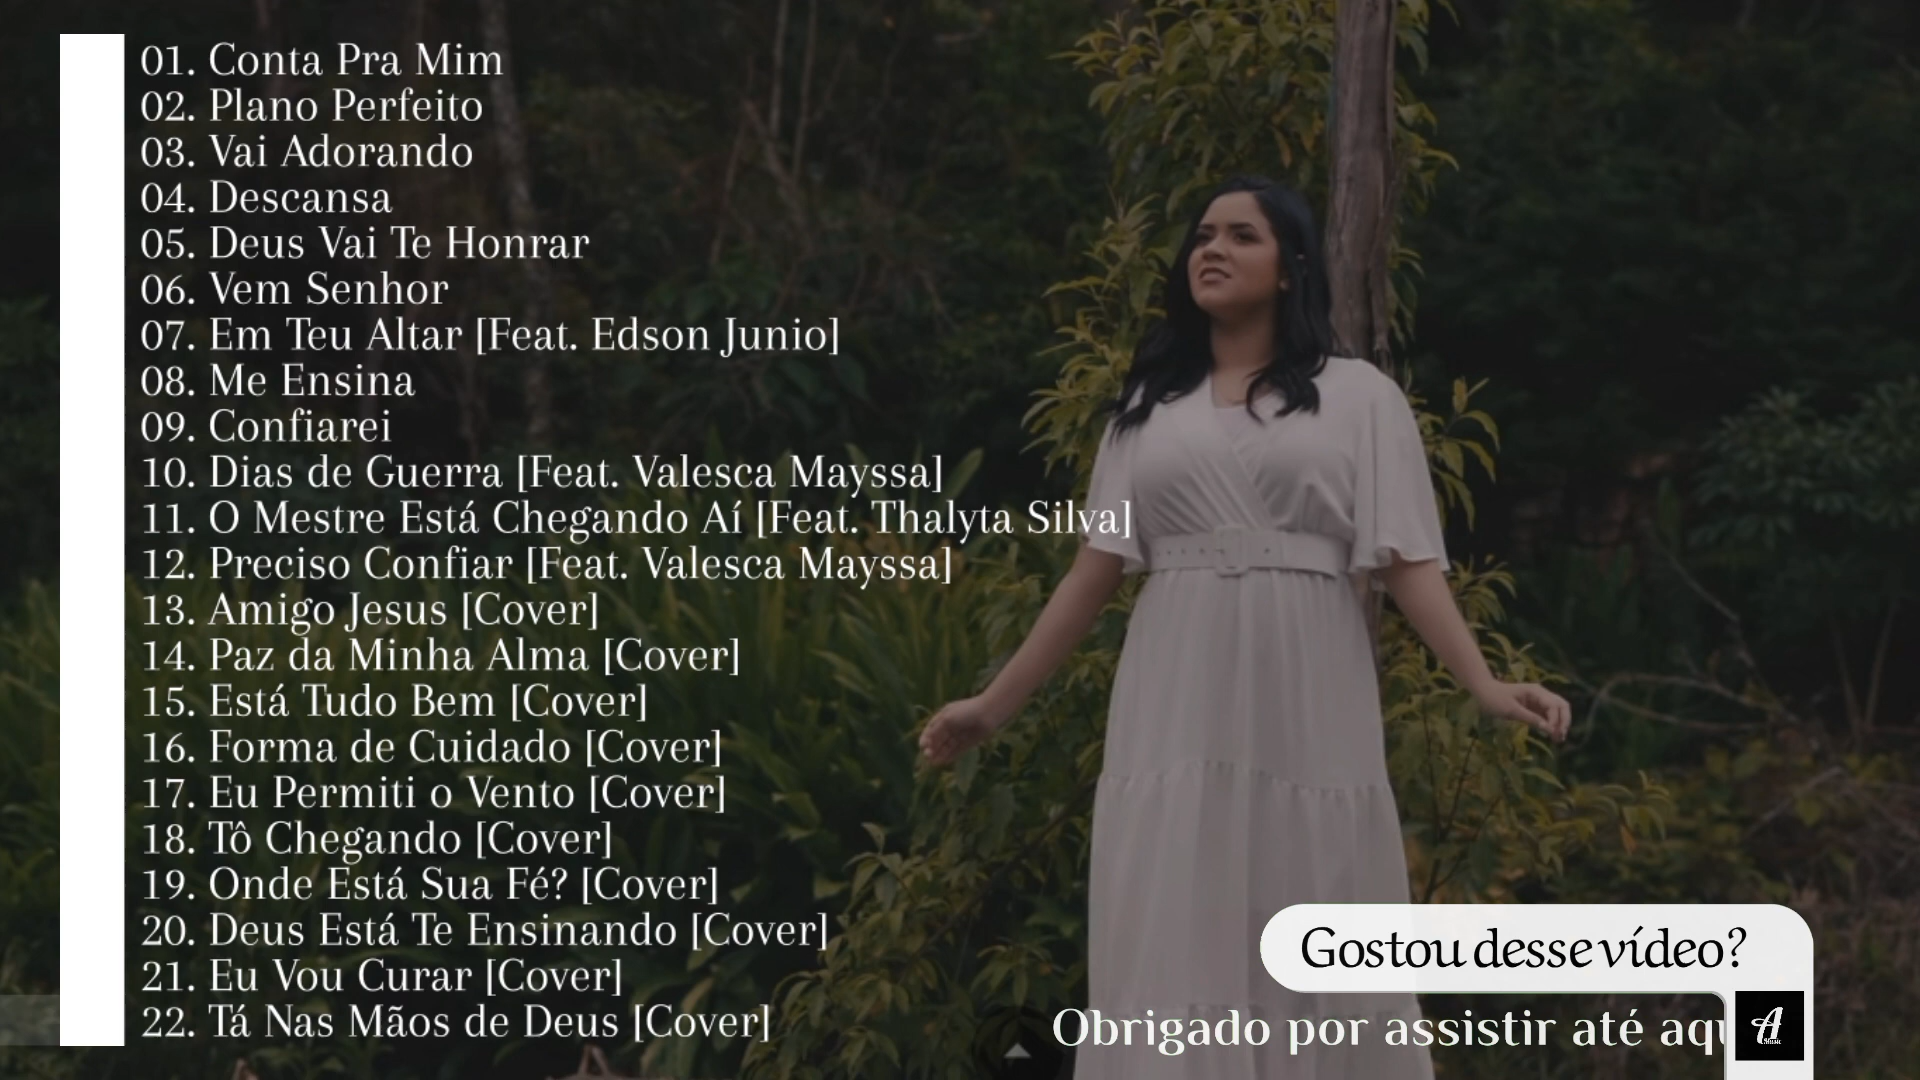 01. Conta Pra Mim
02. Plano Perfeito
03. Vai Adorando
04. Descansa
05. Deus Vai Te Honrar
06. Vem Senhor
07. Em Teu Altar [Feat. Edson Junio]
08. Me Ensina
09. Confiarei
10. Dias de Guerra [Feat. Valesca Mayssa]
11. O Mestre Está Chegando Aí [Feat. Thalyta Silva]
12. Preciso Confiar [Feat. Valesca Mayssa]
13. Amigo Jesus [Cover]
14. Paz da Minha Alma [Cover]
15. Está Tudo Bem [Cover]
16. Forma de Cuidado [Cover]
17. Eu Permiti o Vento [Cover]
18. Tô Chegando [Cover]
19. Onde Está Sua Fé? [Cover]
20. Deus Está Te Ensinando [Cover]
21. Eu Vou Curar [Cover]
22. Tá Nas Mãos de Deus [Cover]
Gostou desse vídeo?
Obrigado por assistir até
A
Music